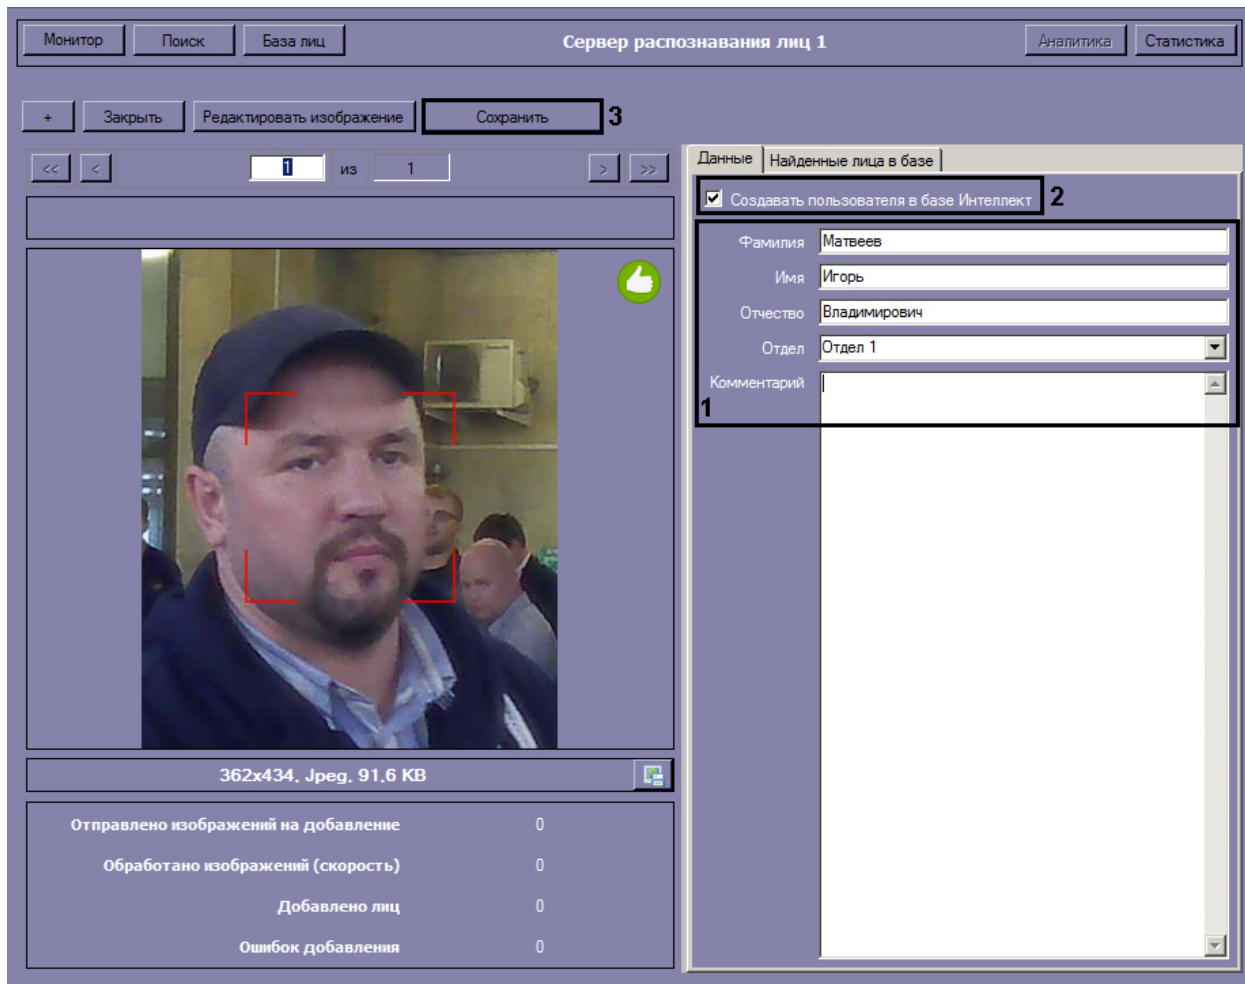 Монитор Поиск База лиц Сервер распознавания лиц 1 Аналитика Статистика
+ Закрыть Редактировать изображение Сохранить 3
<< < 1 из 1 > >>
Данные Найденные лица в базе
Создавать пользователя в базе Интеллект 2
Фамилия Матвеев
Имя Игорь
Отчество Владимирович
Отдел Отдел 1
Комментарий
1
362x434, Jpeg, 91,6 KB
Отправлено изображений на добавление 0
Обработано изображений (скорость) 0
Добавлено лиц 0
Ошибок добавления 0